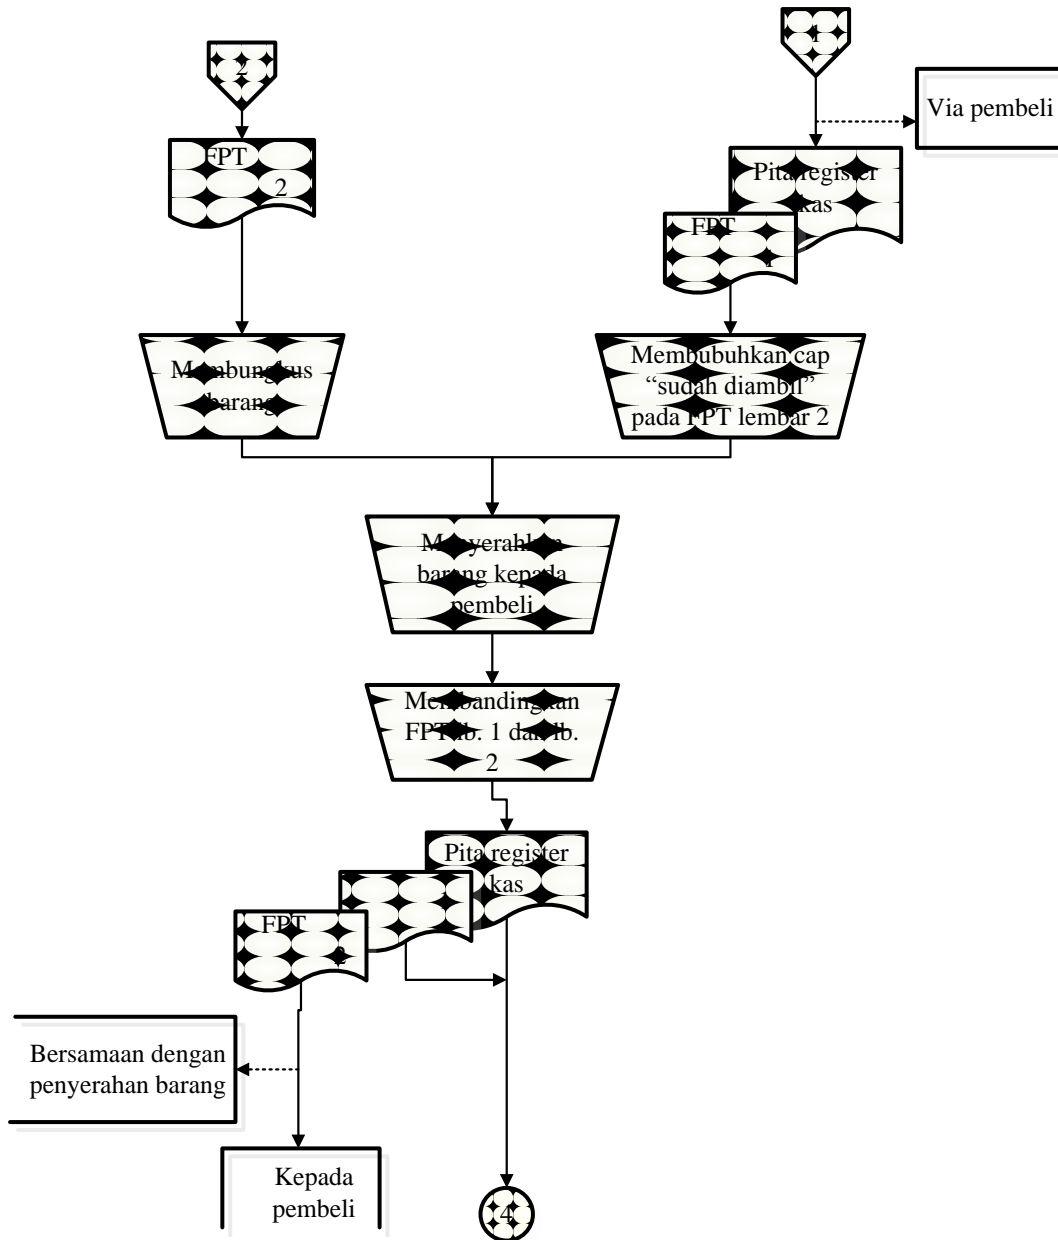 1
2
Via pembeli
FPT
2
Pita register
kas
FPT
1
Membungkus
barang
Membubuhkan cap
“sudah diambil”
pada FPT lembar 2
Menyerahkan
barang kepada
pembeli
Membandingkan
FPT lb. 1 dan lb.
2
Pita register
kas
FPT
2
Bersamaan dengan
penyerahan barang
Kepada
pembeli
4